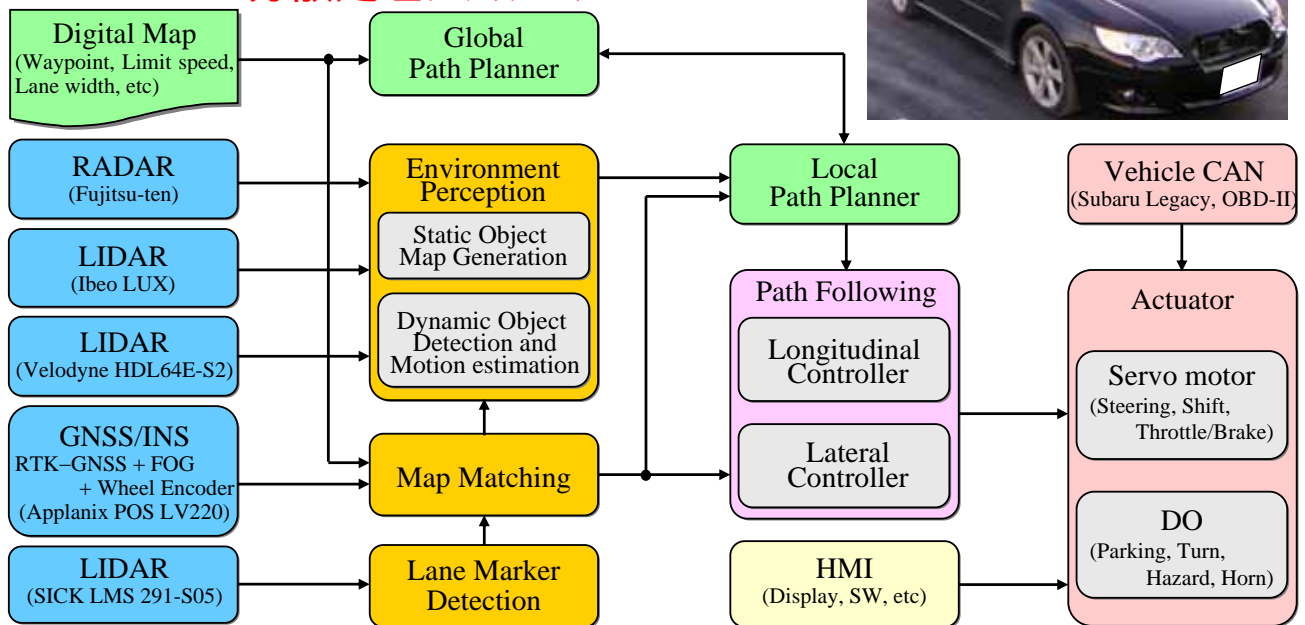 Digital Map
(Waypoint, Limit speed,
Lane width, etc)
Global
Path Planner
RADAR
(Fujitsu-ten)
Environment
Perception
Static Object
Map Generation
Dynamic Object
Detection and
Motion estimation
Local
Path Planner
Vehicle CAN
(Subaru Legacy, OBD-II)
LIDAR
(Ibeo LUX)
LIDAR
(Velodyne HDL64E-S2)
Path Following
Longitudinal
Controller
Lateral
Controller
Actuator
Servo motor
(Steering, Shift,
Throttle/Brake)
DO
(Parking, Turn,
Hazard, Horn)
GNSS/INS
RTK−GNSS + FOG
+ Wheel Encoder
(Applanix POS LV220)
Map Matching
LIDAR
(SICK LMS 291-S05)
Lane Marker
Detection
HMI
(Display, SW, etc)